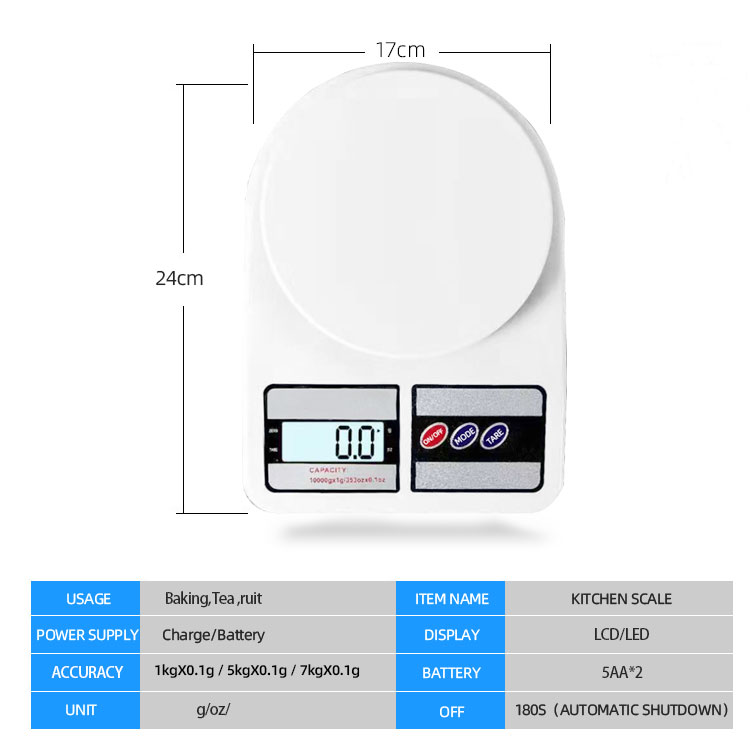 17cm
24cm
0.0
ON/OFF
MODE
TARE
CAPACITY
10000gx1g/352ozx0.1oz
USAGE
Baking,Tea ,ruit
ITEM NAME
KITCHEN SCALE
POWER SUPPLY
Charge/Battery
DISPLAY
LCD/LED
ACCURACY
1kgX0.1g / 5kgX0.1g / 7kgX0.1g
BATTERY
5AA*2
UNIT
g/oz/
OFF
180S（AUTOMATIC SHUTDOWN）